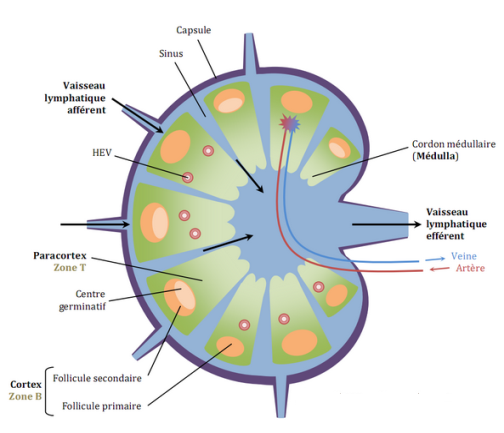 Capsule
Sinus
Vaisseau
lymphatique
afférent
HEV
Cordon médullaire
(Médulla)
Vaisseau
lymphatique
efférent
Veine
Artère
Paracortex
Zone T
Centre
germinatif
Cortex
Zone B
Follicule secondaire
Follicule primaire